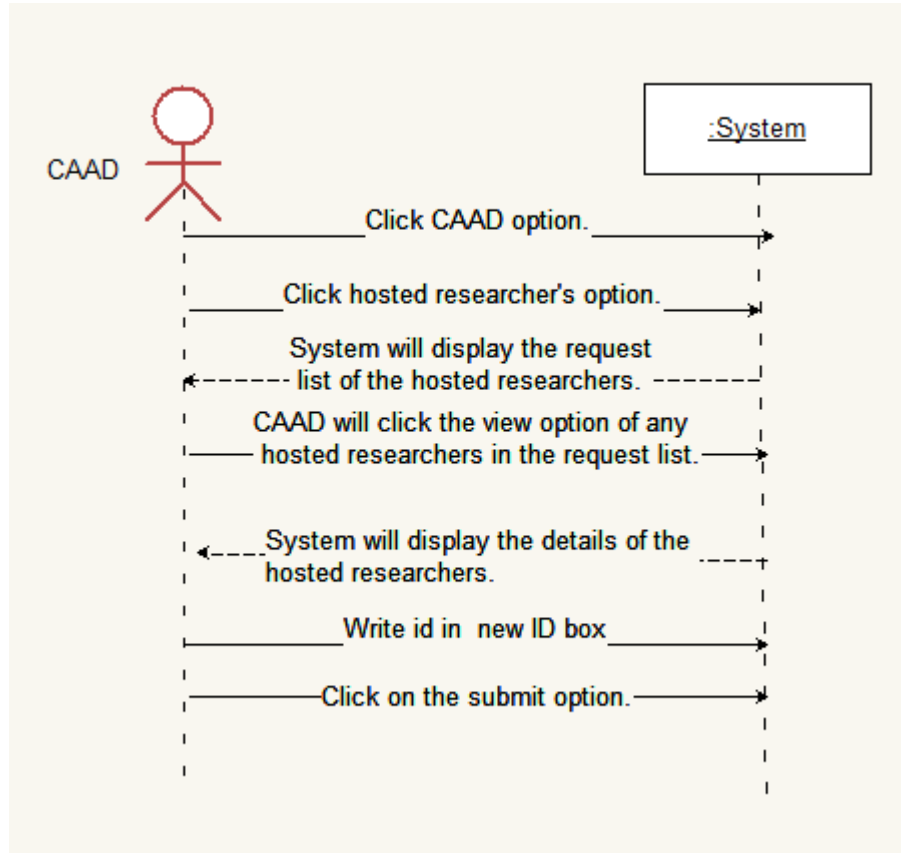 :System
CAAD
Click CAAD option.
Click hosted researcher's option.
System will display the request
list of the hosted researchers.
CAAD will click the view option of any
hosted researchers in the request list.
System will display the details of the
hosted researchers.
Write id in  new ID box
Click on the submit option.